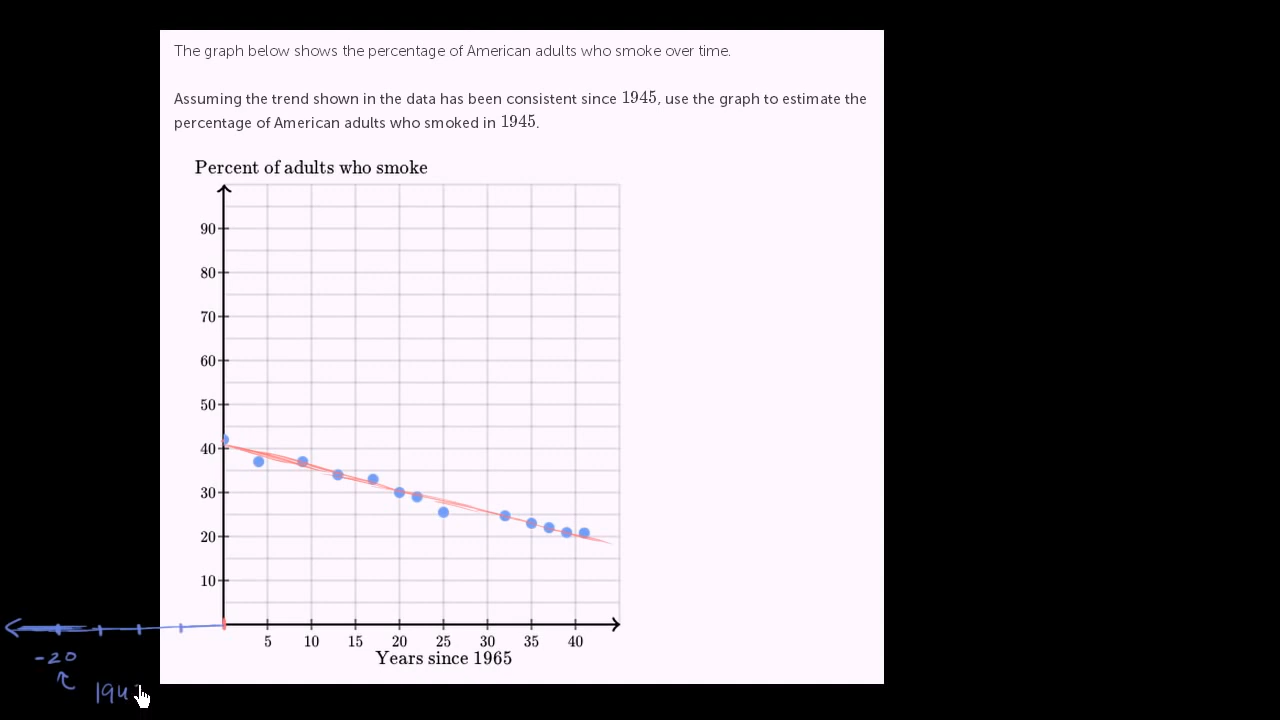 The graph below shows the percentage of American adults who smoke over time.
Assuming the trend shown in the data has been consistent since 1945, use the graph to estimate the
percentage of American adults who smoked in 1945.
Percent of adults who smoke
90
80
70
60
50
40
30
20
10
5 10 15 20 25 30 35 40
Years since 1965
-20